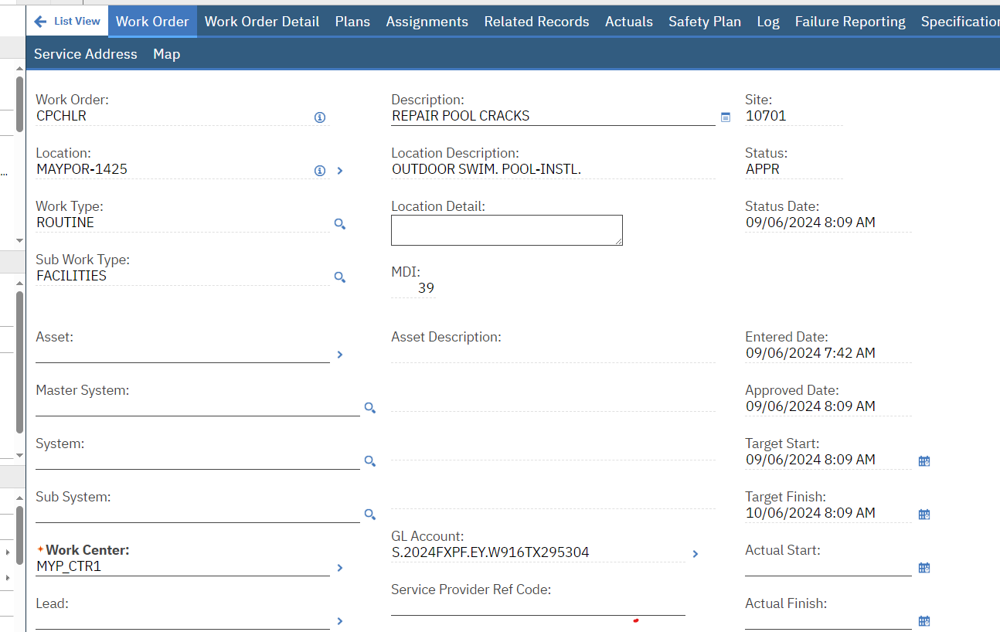 List View Work Order Work Order Detail Plans Assignments Related Records Actuals Safety Plan Log Failure Reporting
Service Address Map
Work Order: Description: Site:
CPCHLR REPAIR POOL CRACKS 10701
Location: Location Description: Status:
MAYPOR-1425 OUTDOOR SWIM. POOL-INSTL. APPR
...
Work Type: Location Detail: Status Date:
ROUTINE 09/06/2024 8:09 AM
Sub Work Type:
FACILITIES
MDI:
39
Asset: Asset Description: Entered Date:
09/06/2024 7:42 AM
Master System: Approved Date:
09/06/2024 8:09 AM
System: Target Start:
09/06/2024 8:09 AM
Sub System: Target Finish:
10/06/2024 8:09 AM
GL Account:
S.2024FXPF.EY.W916TX295304
Work Center: Actual Start:
MYP_CTR1
Service Provider Ref Code:
Lead: Actual Finish: